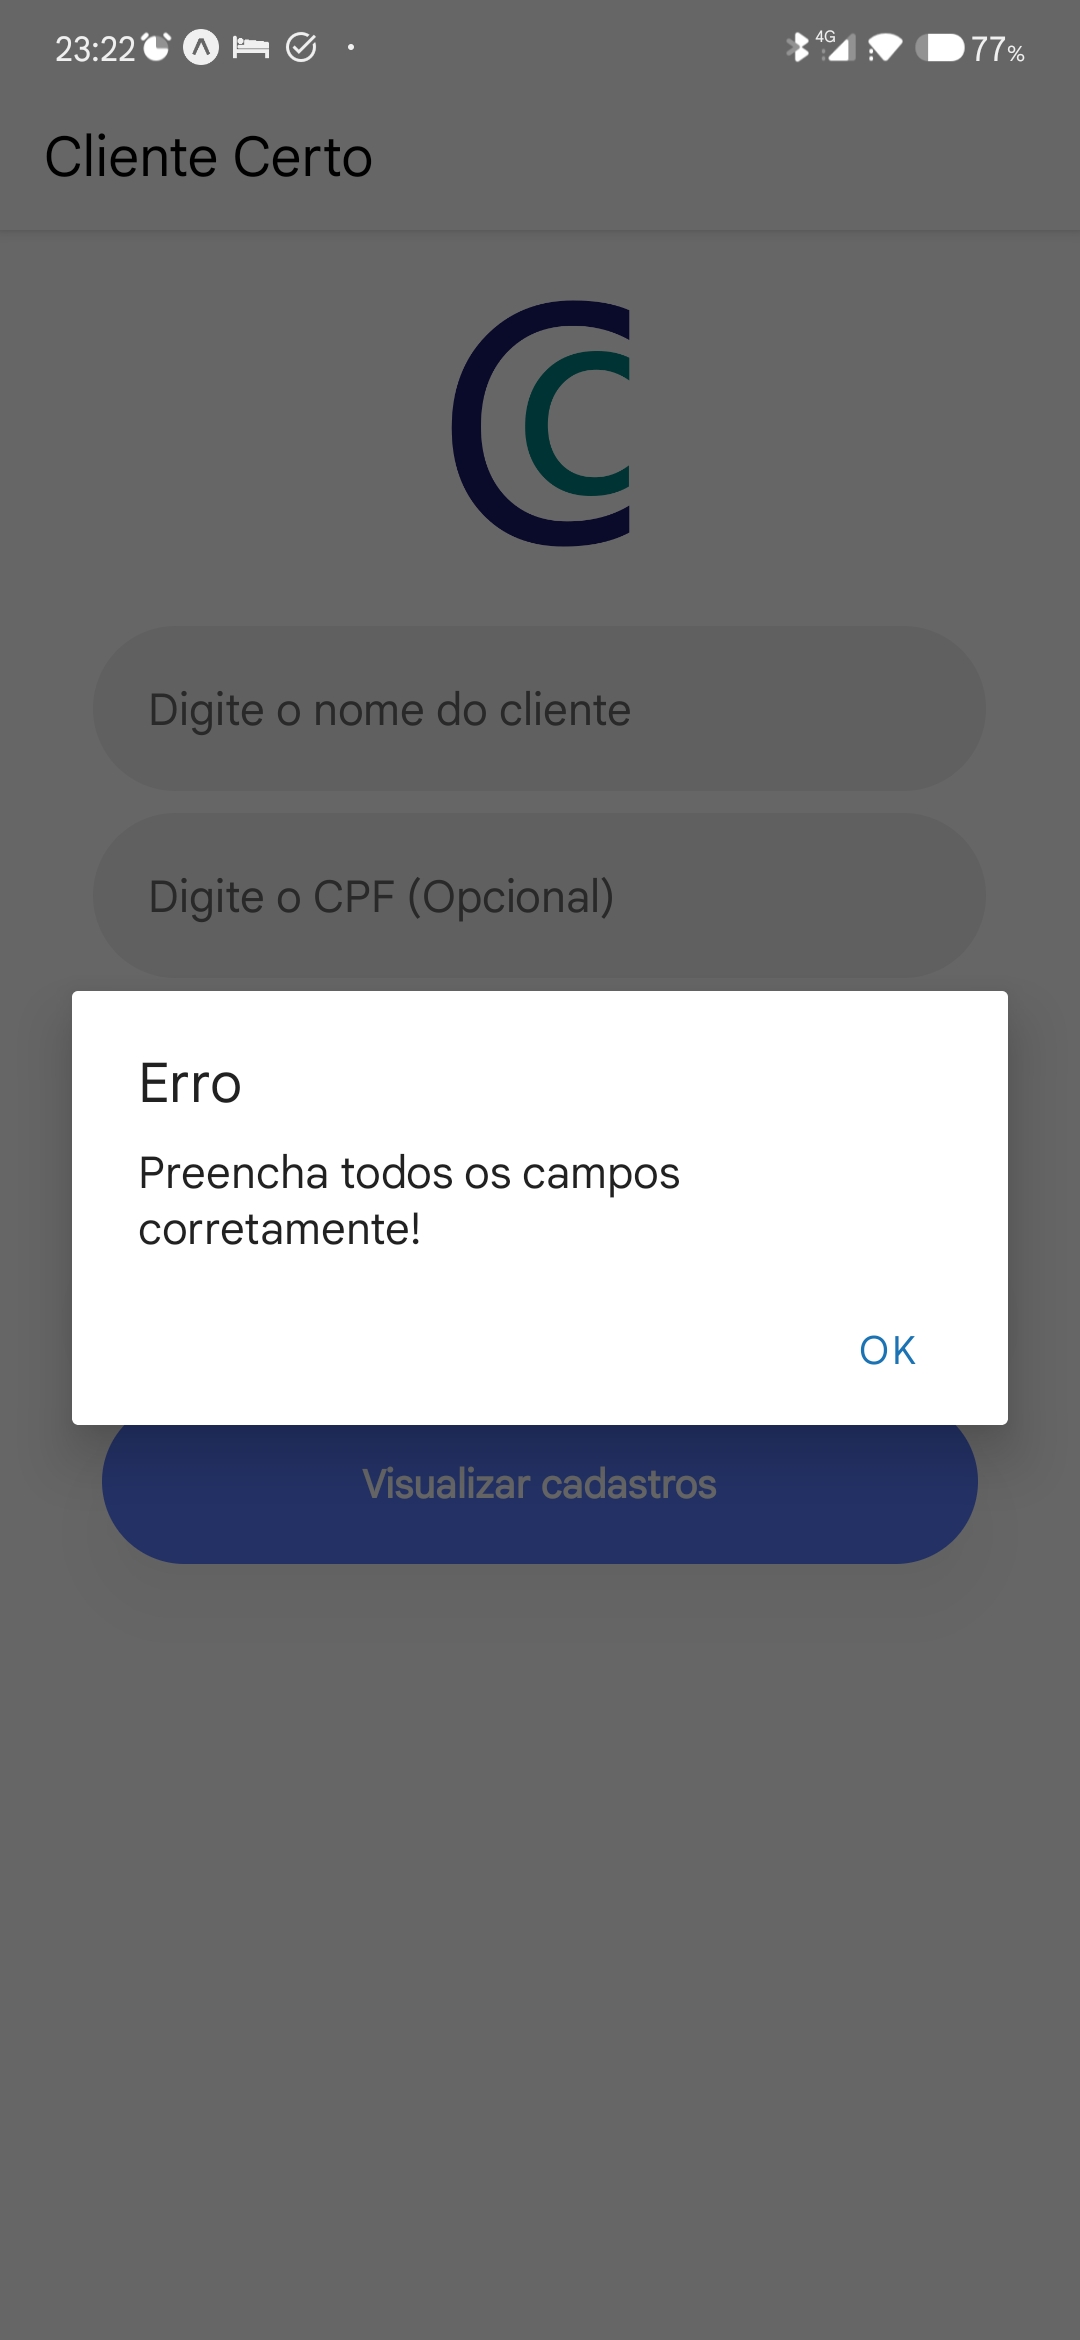 23:22
4G
77%
Cliente Certo
CC
Digite o nome do cliente
Digite o CPF (Opcional)
Erro
Preencha todos os campos
corretamente!
OK
Visualizar cadastros